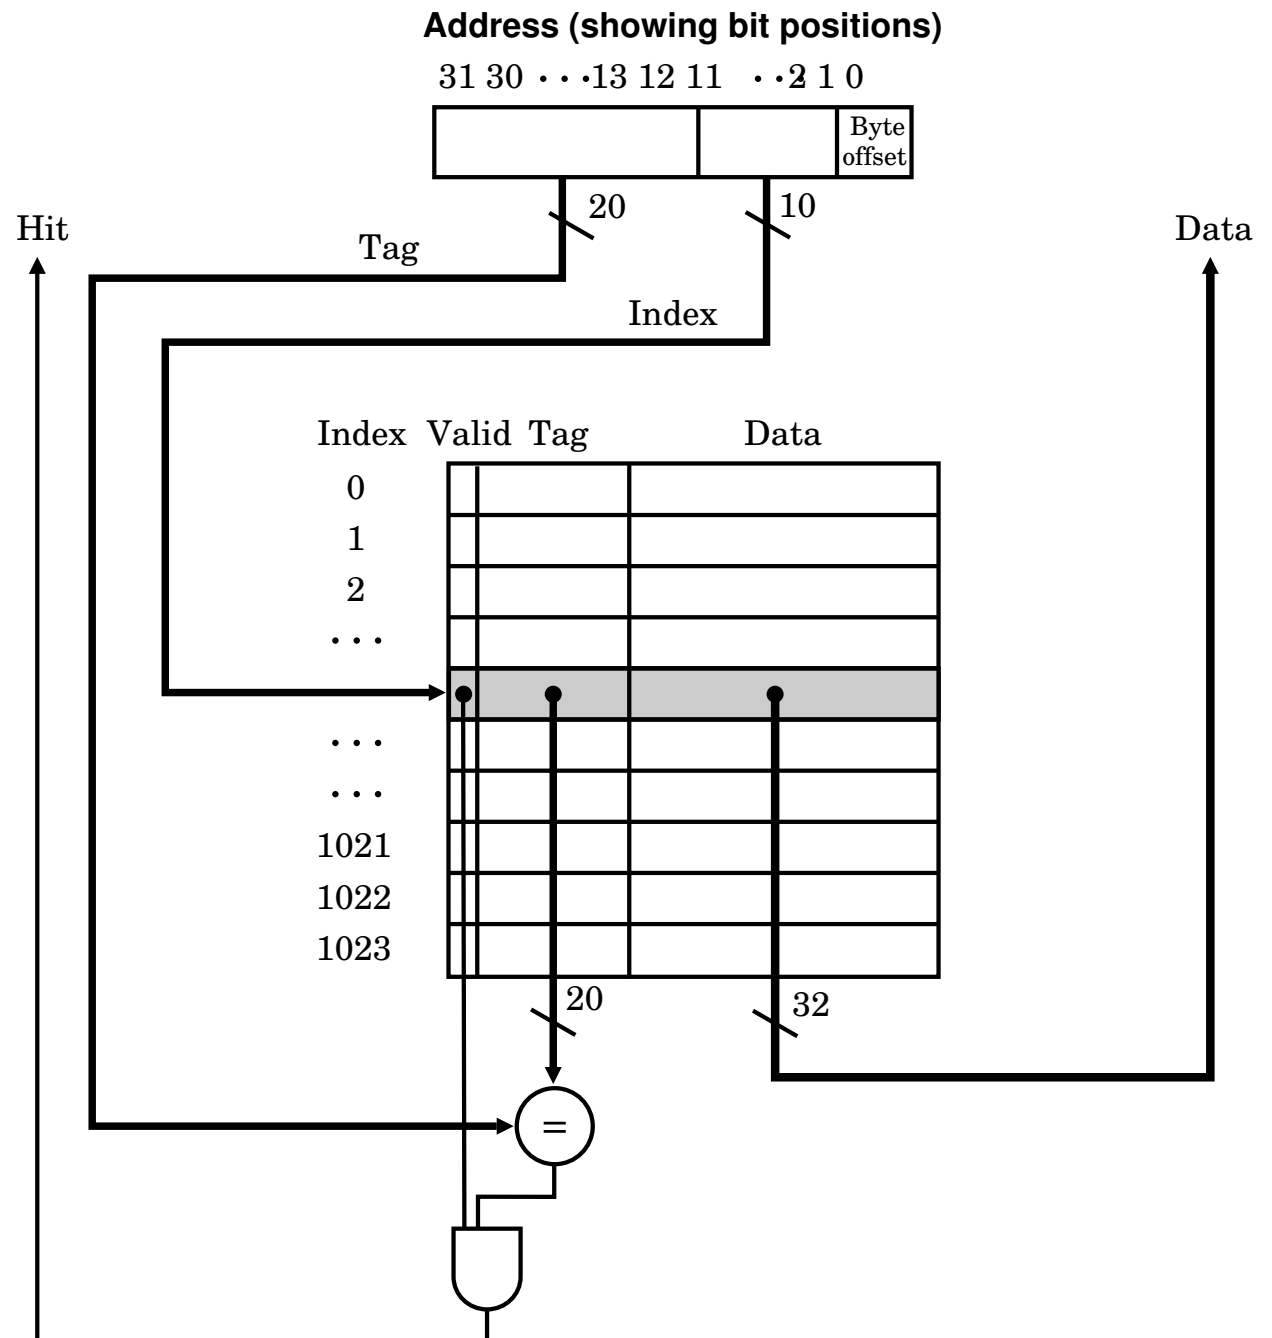 Address (showing bit positions)
31 30 · · ·13 12 11 · ·2 1 0
Byte
offset
20
10
Hit
Tag
Data
Index
Index Valid Tag Data
0
1
2
· · ·
· · ·
· · ·
1021
1022
1023
20
32
=